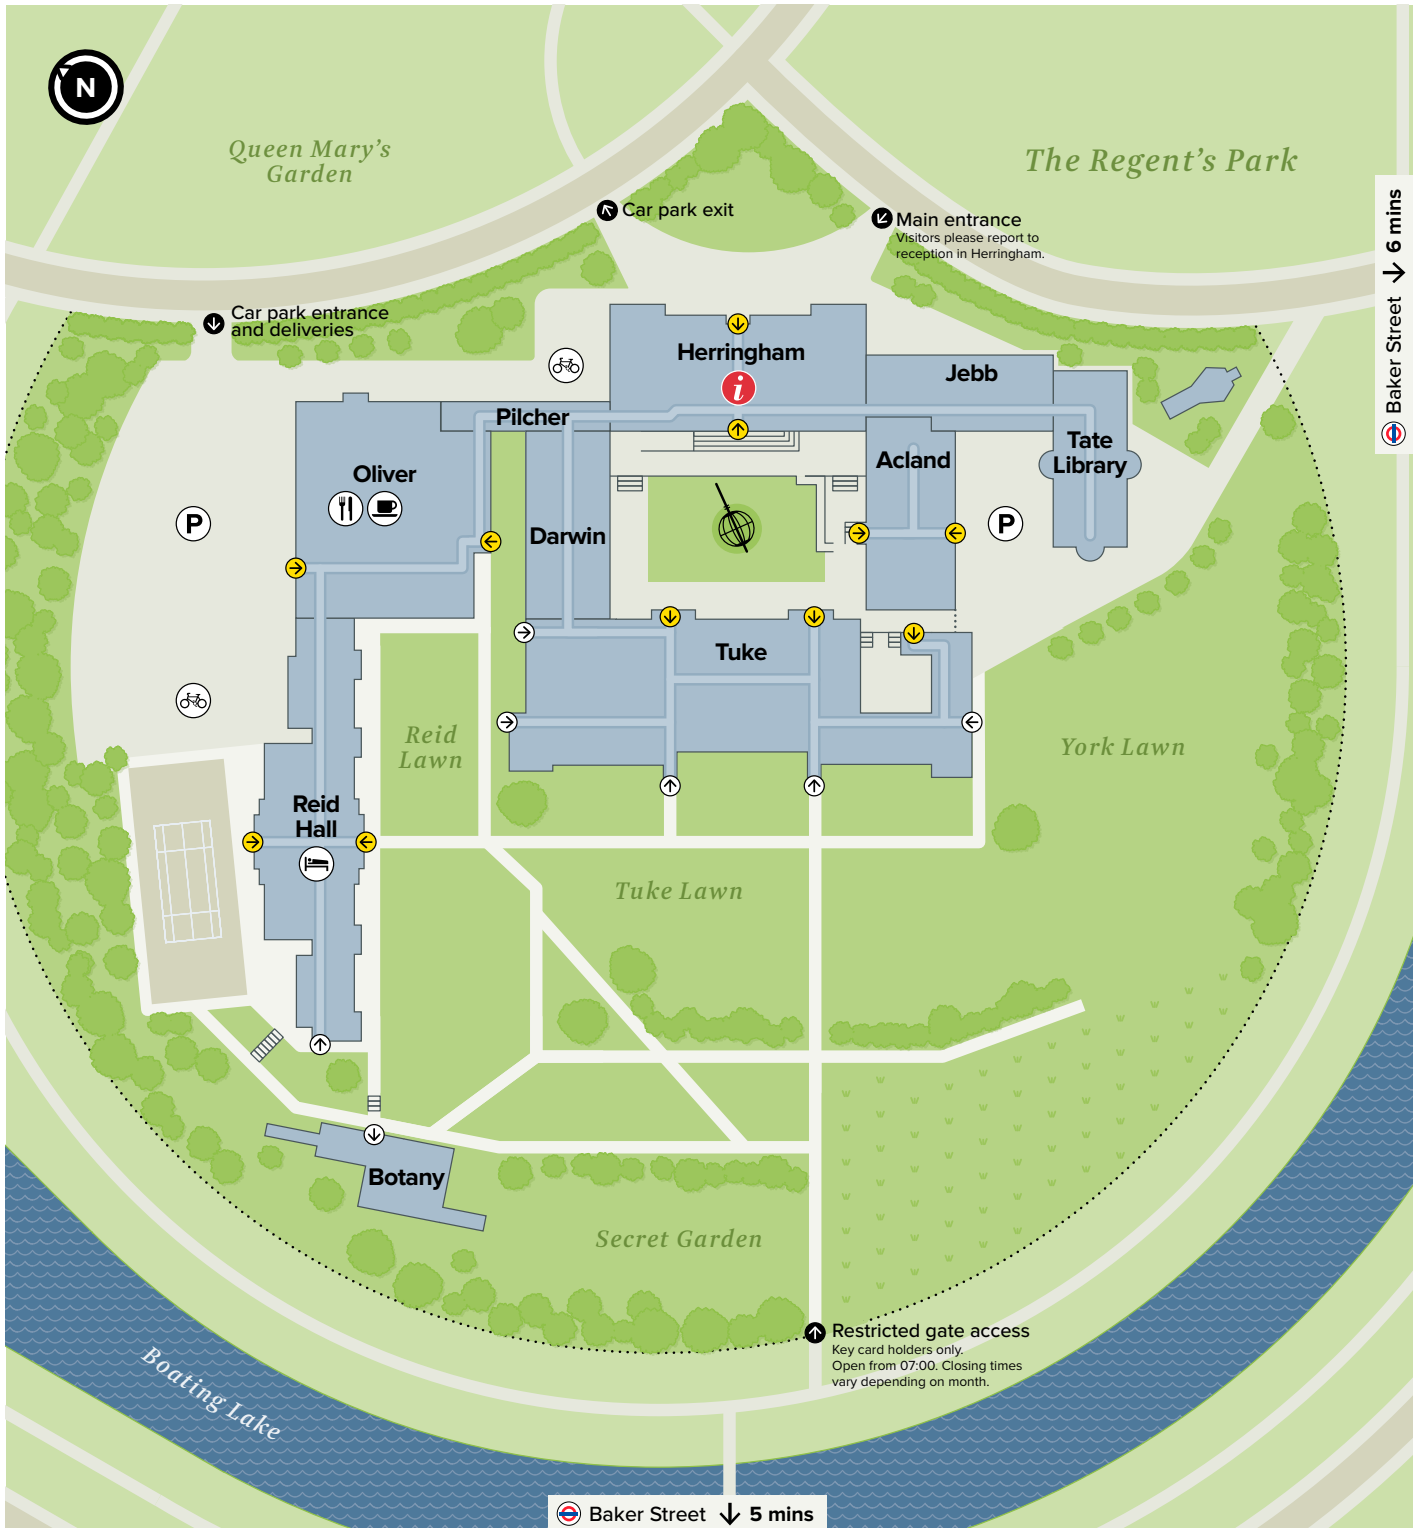 N
Queen Mary's
Garden
The Regent's Park
Car park exit
Main entrance
Visitors please report to
reception in Herringham.
Baker Street → 6 mins
Car park entrance
and deliveries
Herringham
i
Jebb
Pilcher
Tate
Library
Acland
Oliver
P
P
Darwin
Tuke
Reid
Lawn
York Lawn
Reid
Hall
Tuke Lawn
Botany
Secret Garden
Restricted gate access
Key card holders only.
Open from 07:00. Closing times
vary depending on month.
Boating Lake
Baker Street ↓ 5 mins